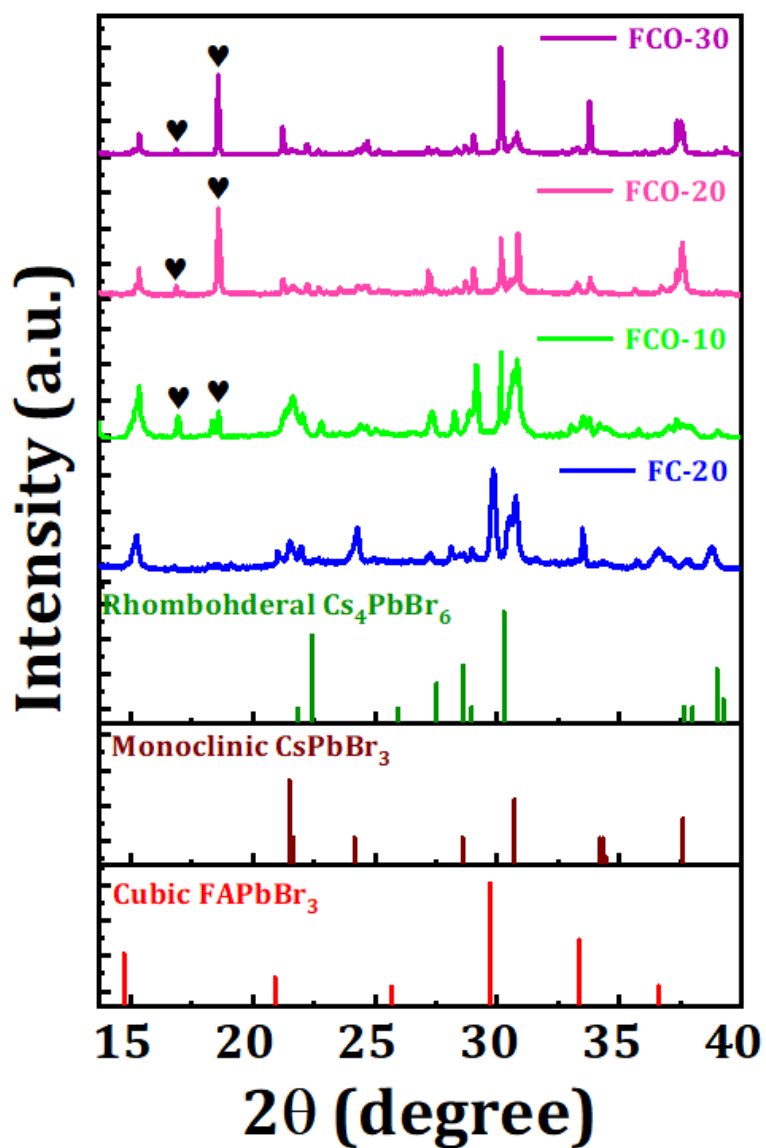 FCO-30
FCO-20
FCO-10
FC-20
Rhombohderal Cs₄PbBr₆
Monoclinic CsPbBr₃
Cubic FAPbBr₃
Intensity (a.u.)
15 20 25 30 35 40
2θ (degree)